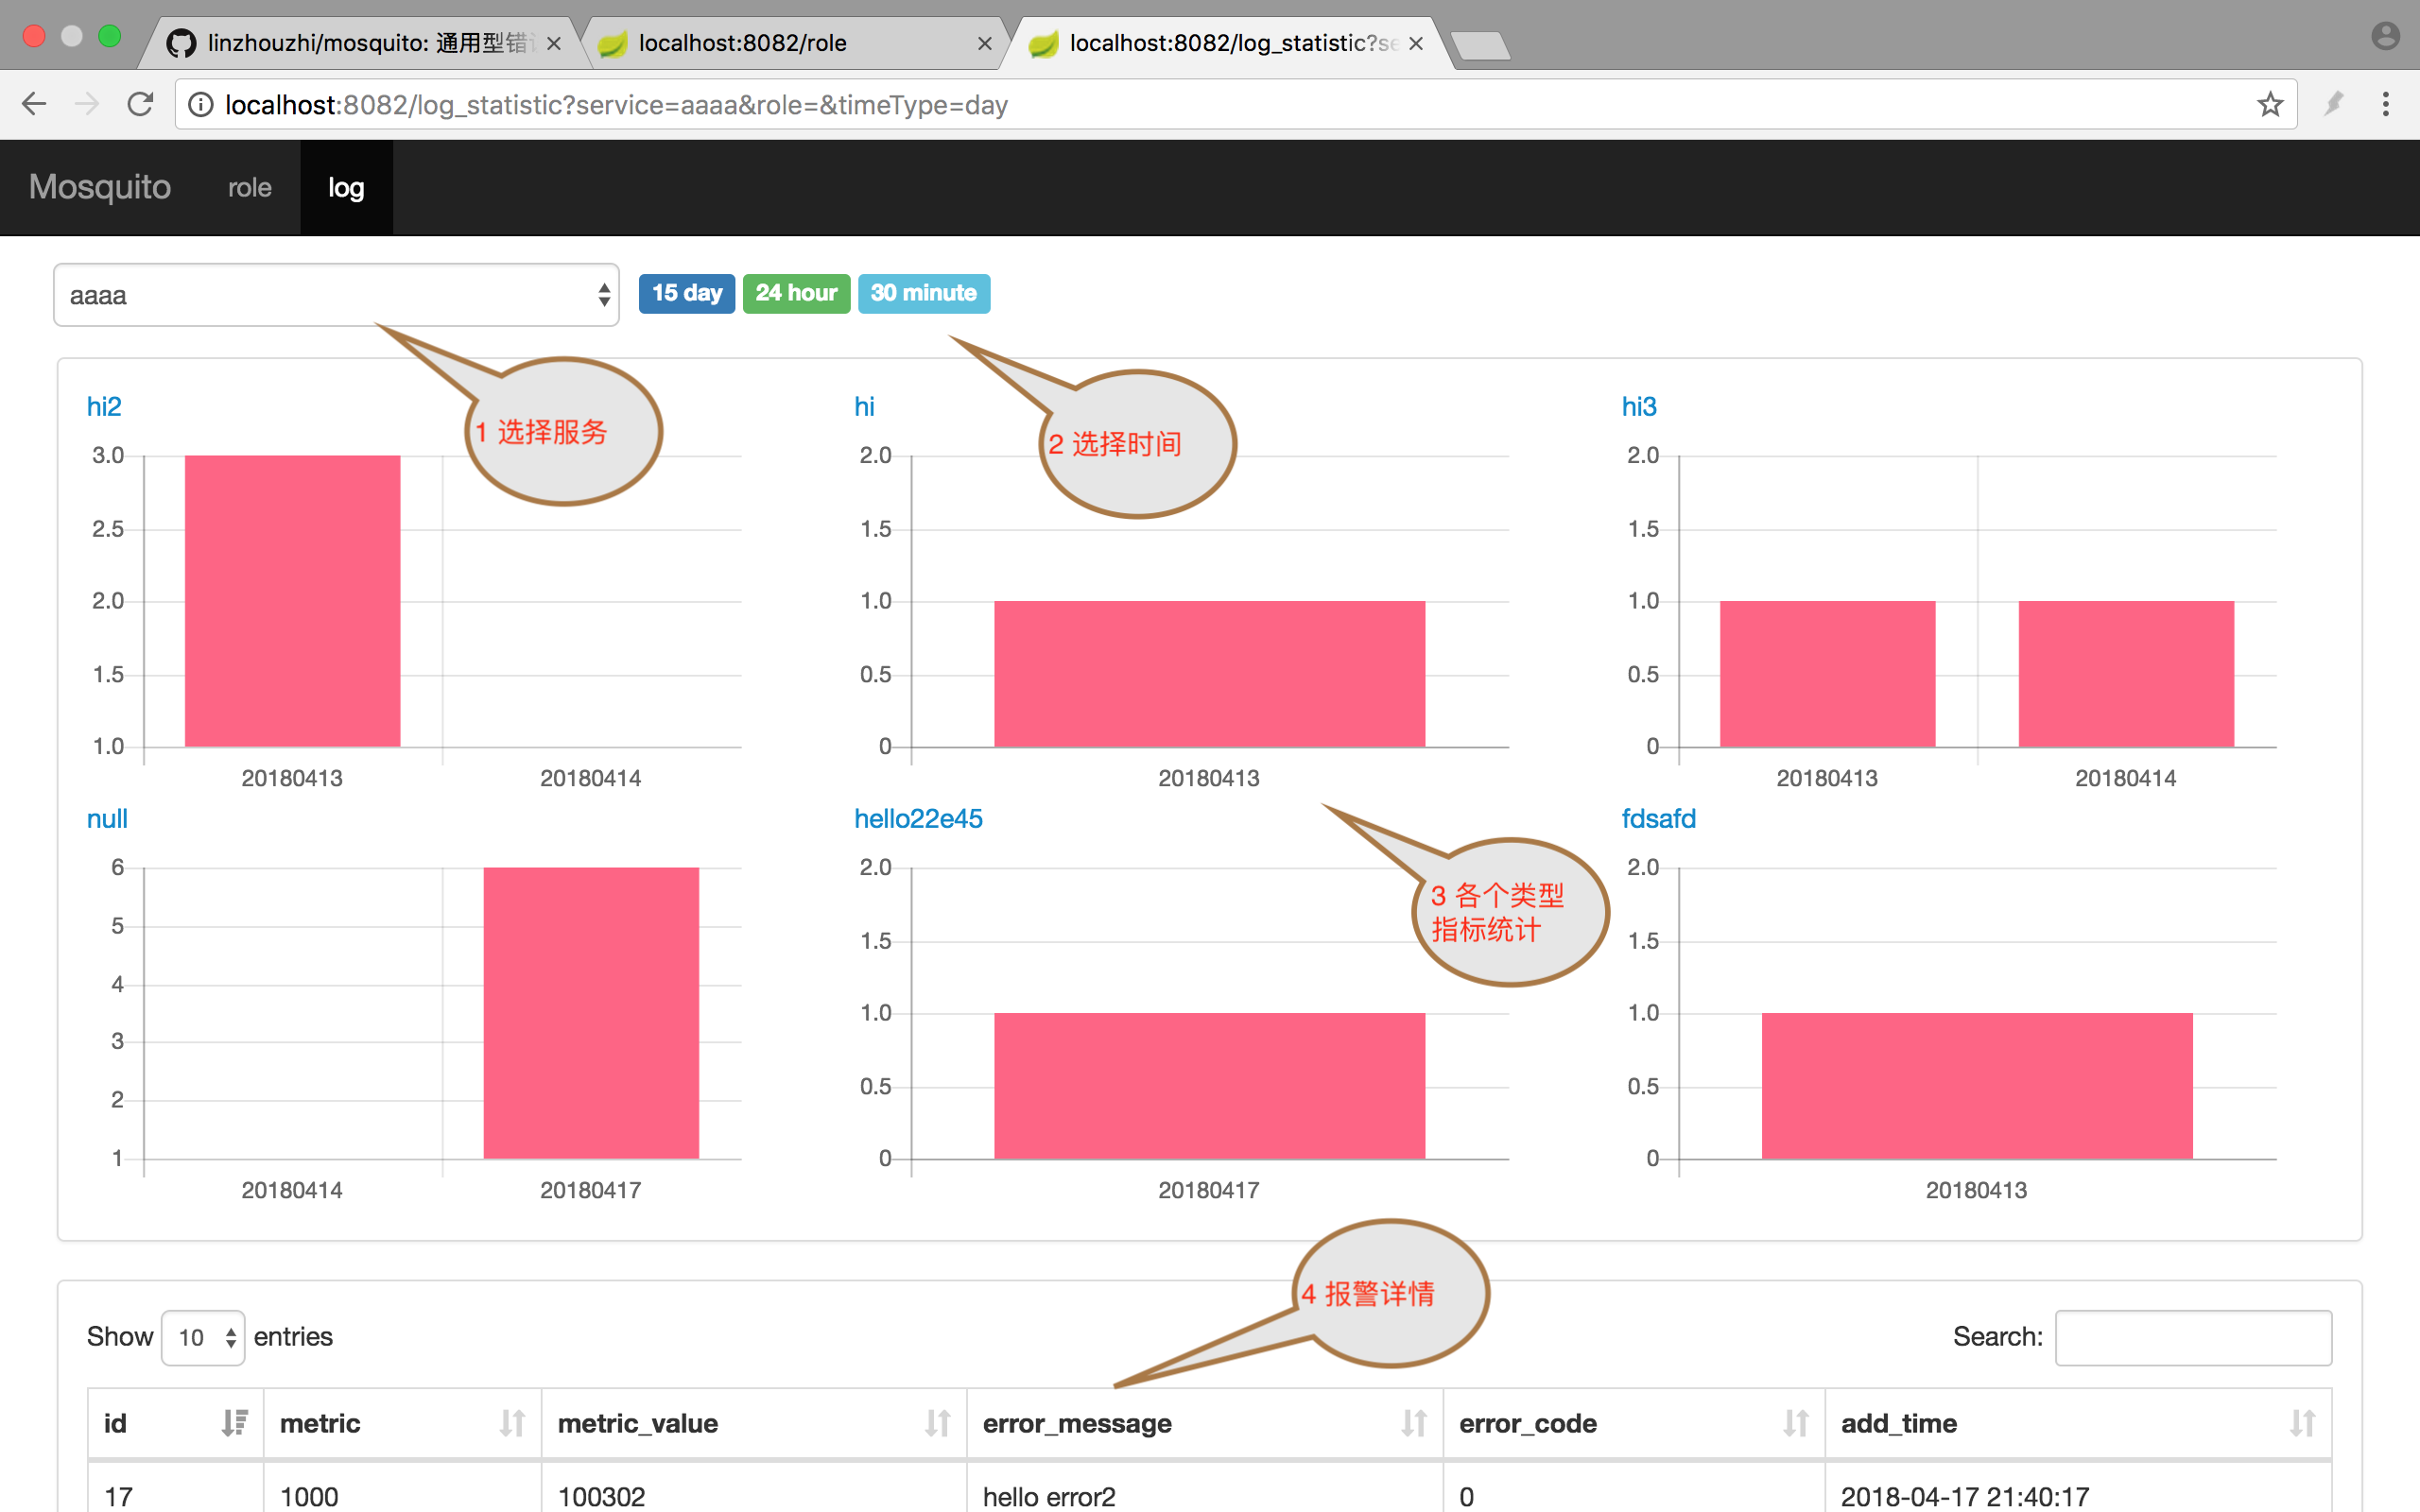 linzhouzhi/mosquito: 通用型错
localhost:8082/role
localhost:8082/log_statistic?se
localhost:8082/log_statistic?service=aaaa&role=&timeType=day
Mosquito role log
aaaa 15 day 24 hour 30 minute
1 选择服务
2 选择时间
hi2
3.0
2.5
2.0
1.5
1.0
20180413 20180414
hi
2.0
1.5
1.0
0.5
0
20180413
hi3
2.0
1.5
1.0
0.5
0
20180413 20180414
null
6
5
4
3
2
1
20180414 20180417
hello22e45
2.0
1.5
1.0
0.5
0
20180417
3 各个类型
指标统计
fdsafd
2.0
1.5
1.0
0.5
0
20180413
4 报警详情
Show 10 entries Search:
id metric metric_value error_message error_code add_time
17 1000 100302 hello error2 0 2018-04-17 21:40:17